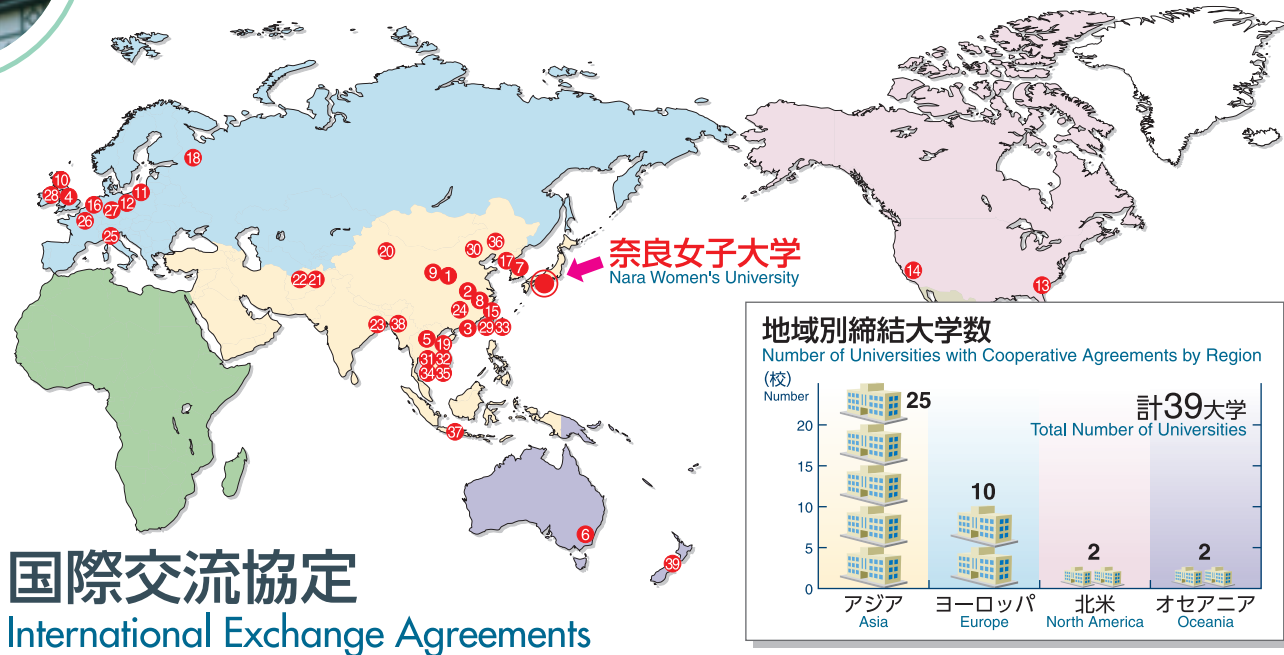 18
10
28
4
16
11
12
27
26
25
20
30
36
17
7
9
1
22
21
2
8
24
15
23
38
3
29
33
5
19
31
32
34
35
37
6
39
14
13
奈良女子大学
Nara Women's University
地域別締結大学数
Number of Universities with Cooperative Agreements by Region
(校)
Number
計39大学
Total Number of Universities
25
20
15
10
5
0
10
2
2
アジア
Asia
ヨーロッパ
Europe
北米
North America
オセアニア
Oceania
国際交流協定
International Exchange Agreements